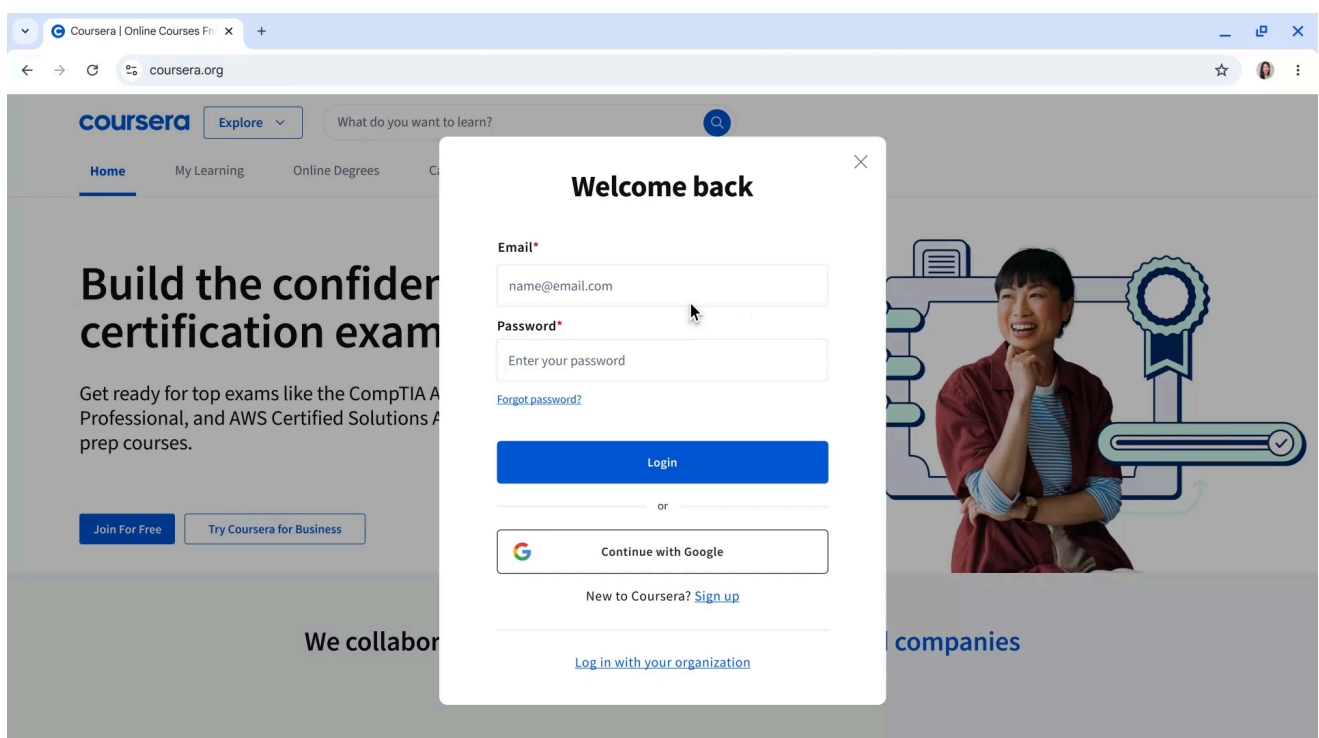 Coursera | Online Courses Fro
coursera.org
coursera
Explore
What do you want to learn?
Home
My Learning
Online Degrees
Ca
Welcome back
Email*
name@email.com
Password*
Enter your password
Forgot password?
Login
or
Continue with Google
New to Coursera? Sign up
Log in with your organization
Build the confiden
certification exam
Get ready for top exams like the CompTIA A
Professional, and AWS Certified Solutions A
prep courses.
Join For Free
Try Coursera for Business
We collabor
companies